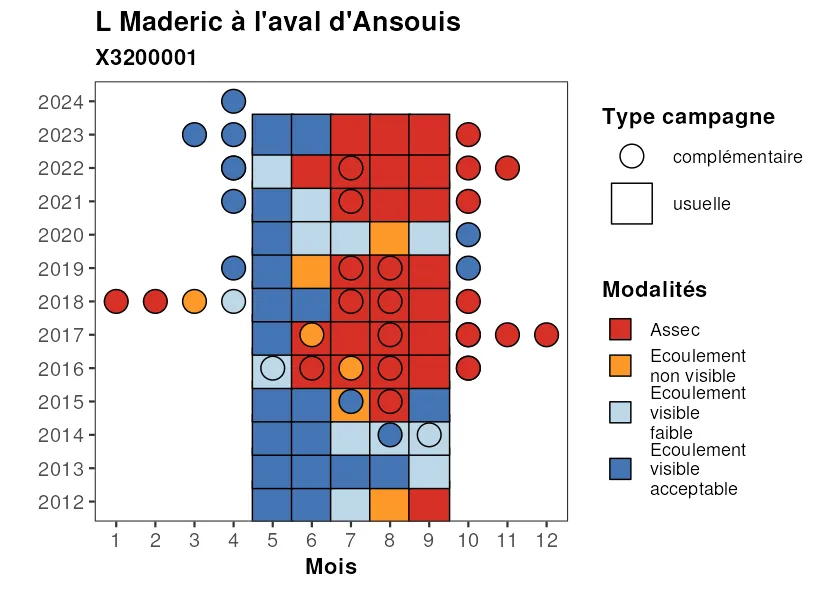 L Maderic à l'aval d'Ansouis
X3200001
2024
2023
2022
2021
2020
2019
2018
2017
2016
2015
2014
2013
2012
1 2 3 4 5 6 7 8 9 10 11 12
Mois
Type campagne
complémentaire
usuelle
Modalités
Assec
Ecoulement
non visible
Ecoulement
visible
faible
Ecoulement
visible
acceptable